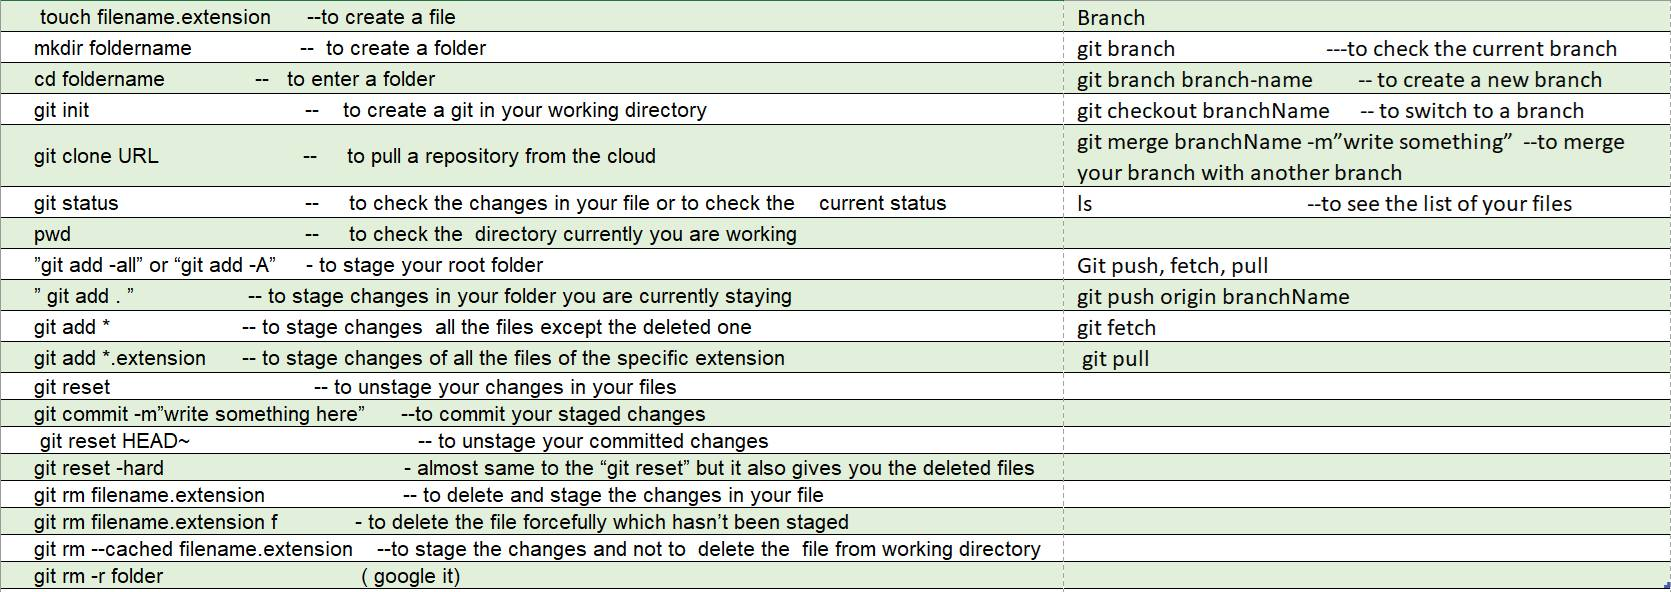 touch filename.extension --to create a file
mkdir foldername -- to create a folder
cd foldername -- to enter a folder
git init -- to create a git in your working directory
git clone URL -- to pull a repository from the cloud
git status -- to check the changes in your file or to check the current status
pwd -- to check the directory currently you are working
”git add -all” or “git add -A” - to stage your root folder
” git add . ” -- to stage changes in your folder you are currently staying
git add * -- to stage changes all the files except the deleted one
git add *.extension -- to stage changes of all the files of the specific extension
git reset -- to unstage your changes in your files
git commit -m”write something here” --to commit your staged changes
git reset HEAD~ -- to unstage your committed changes
git reset -hard - almost same to the “git reset” but it also gives you the deleted files
git rm filename.extension -- to delete and stage the changes in your file
git rm filename.extension f - to delete the file forcefully which hasn’t been staged
git rm --cached filename.extension --to stage the changes and not to delete the file from working directory
git rm -r folder ( google it)
Branch
git branch ---to check the current branch
git branch branch-name -- to create a new branch
git checkout branchName -- to switch to a branch
git merge branchName -m”write something” --to merge
your branch with another branch
ls --to see the list of your files
Git push, fetch, pull
git push origin branchName
git fetch
git pull